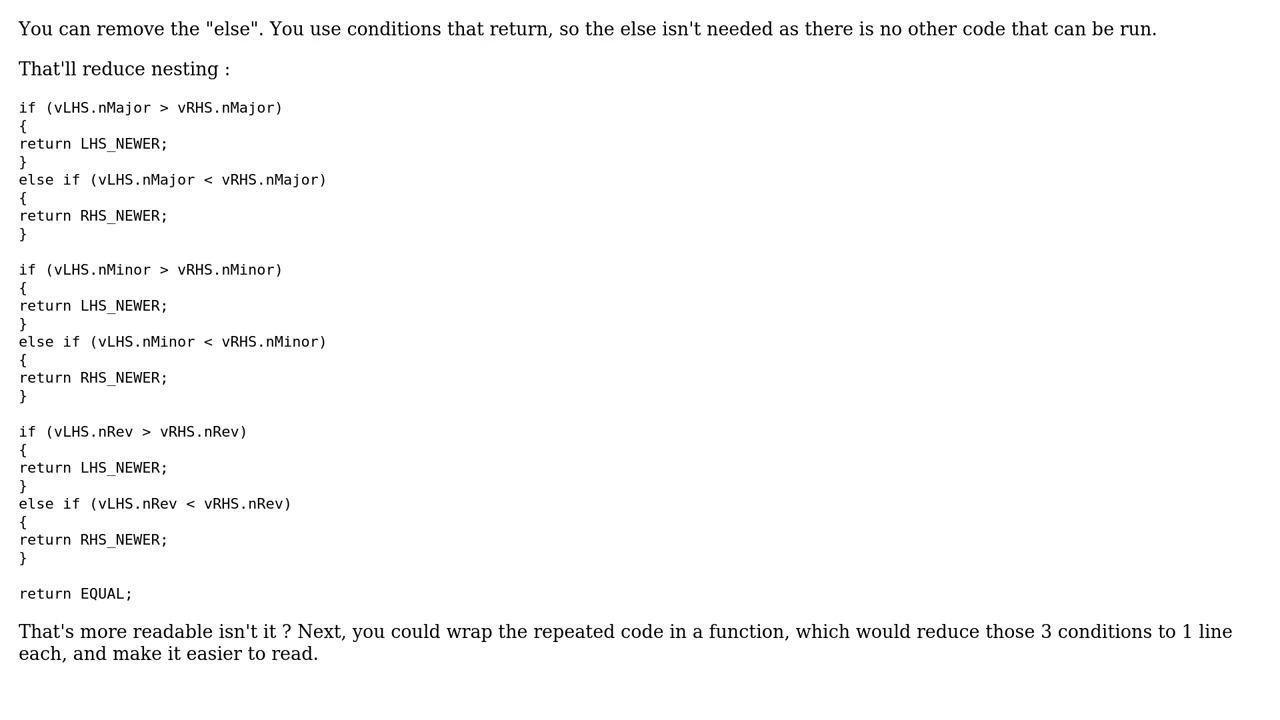 You can remove the "else". You use conditions that return, so the else isn't needed as there is no other code that can be run.
That'll reduce nesting :
if (vLHS.nMajor > vRHS.nMajor)
{
return LHS_NEWER;
}
else if (vLHS.nMajor < vRHS.nMajor)
{
return RHS_NEWER;
}
if (vLHS.nMinor > vRHS.nMinor)
{
return LHS_NEWER;
}
else if (vLHS.nMinor < vRHS.nMinor)
{
return RHS_NEWER;
}
if (vLHS.nRev > vRHS.nRev)
{
return LHS_NEWER;
}
else if (vLHS.nRev < vRHS.nRev)
{
return RHS_NEWER;
}
return EQUAL;
That's more readable isn't it ? Next, you could wrap the repeated code in a function, which would reduce those 3 conditions to 1 line
each, and make it easier to read.